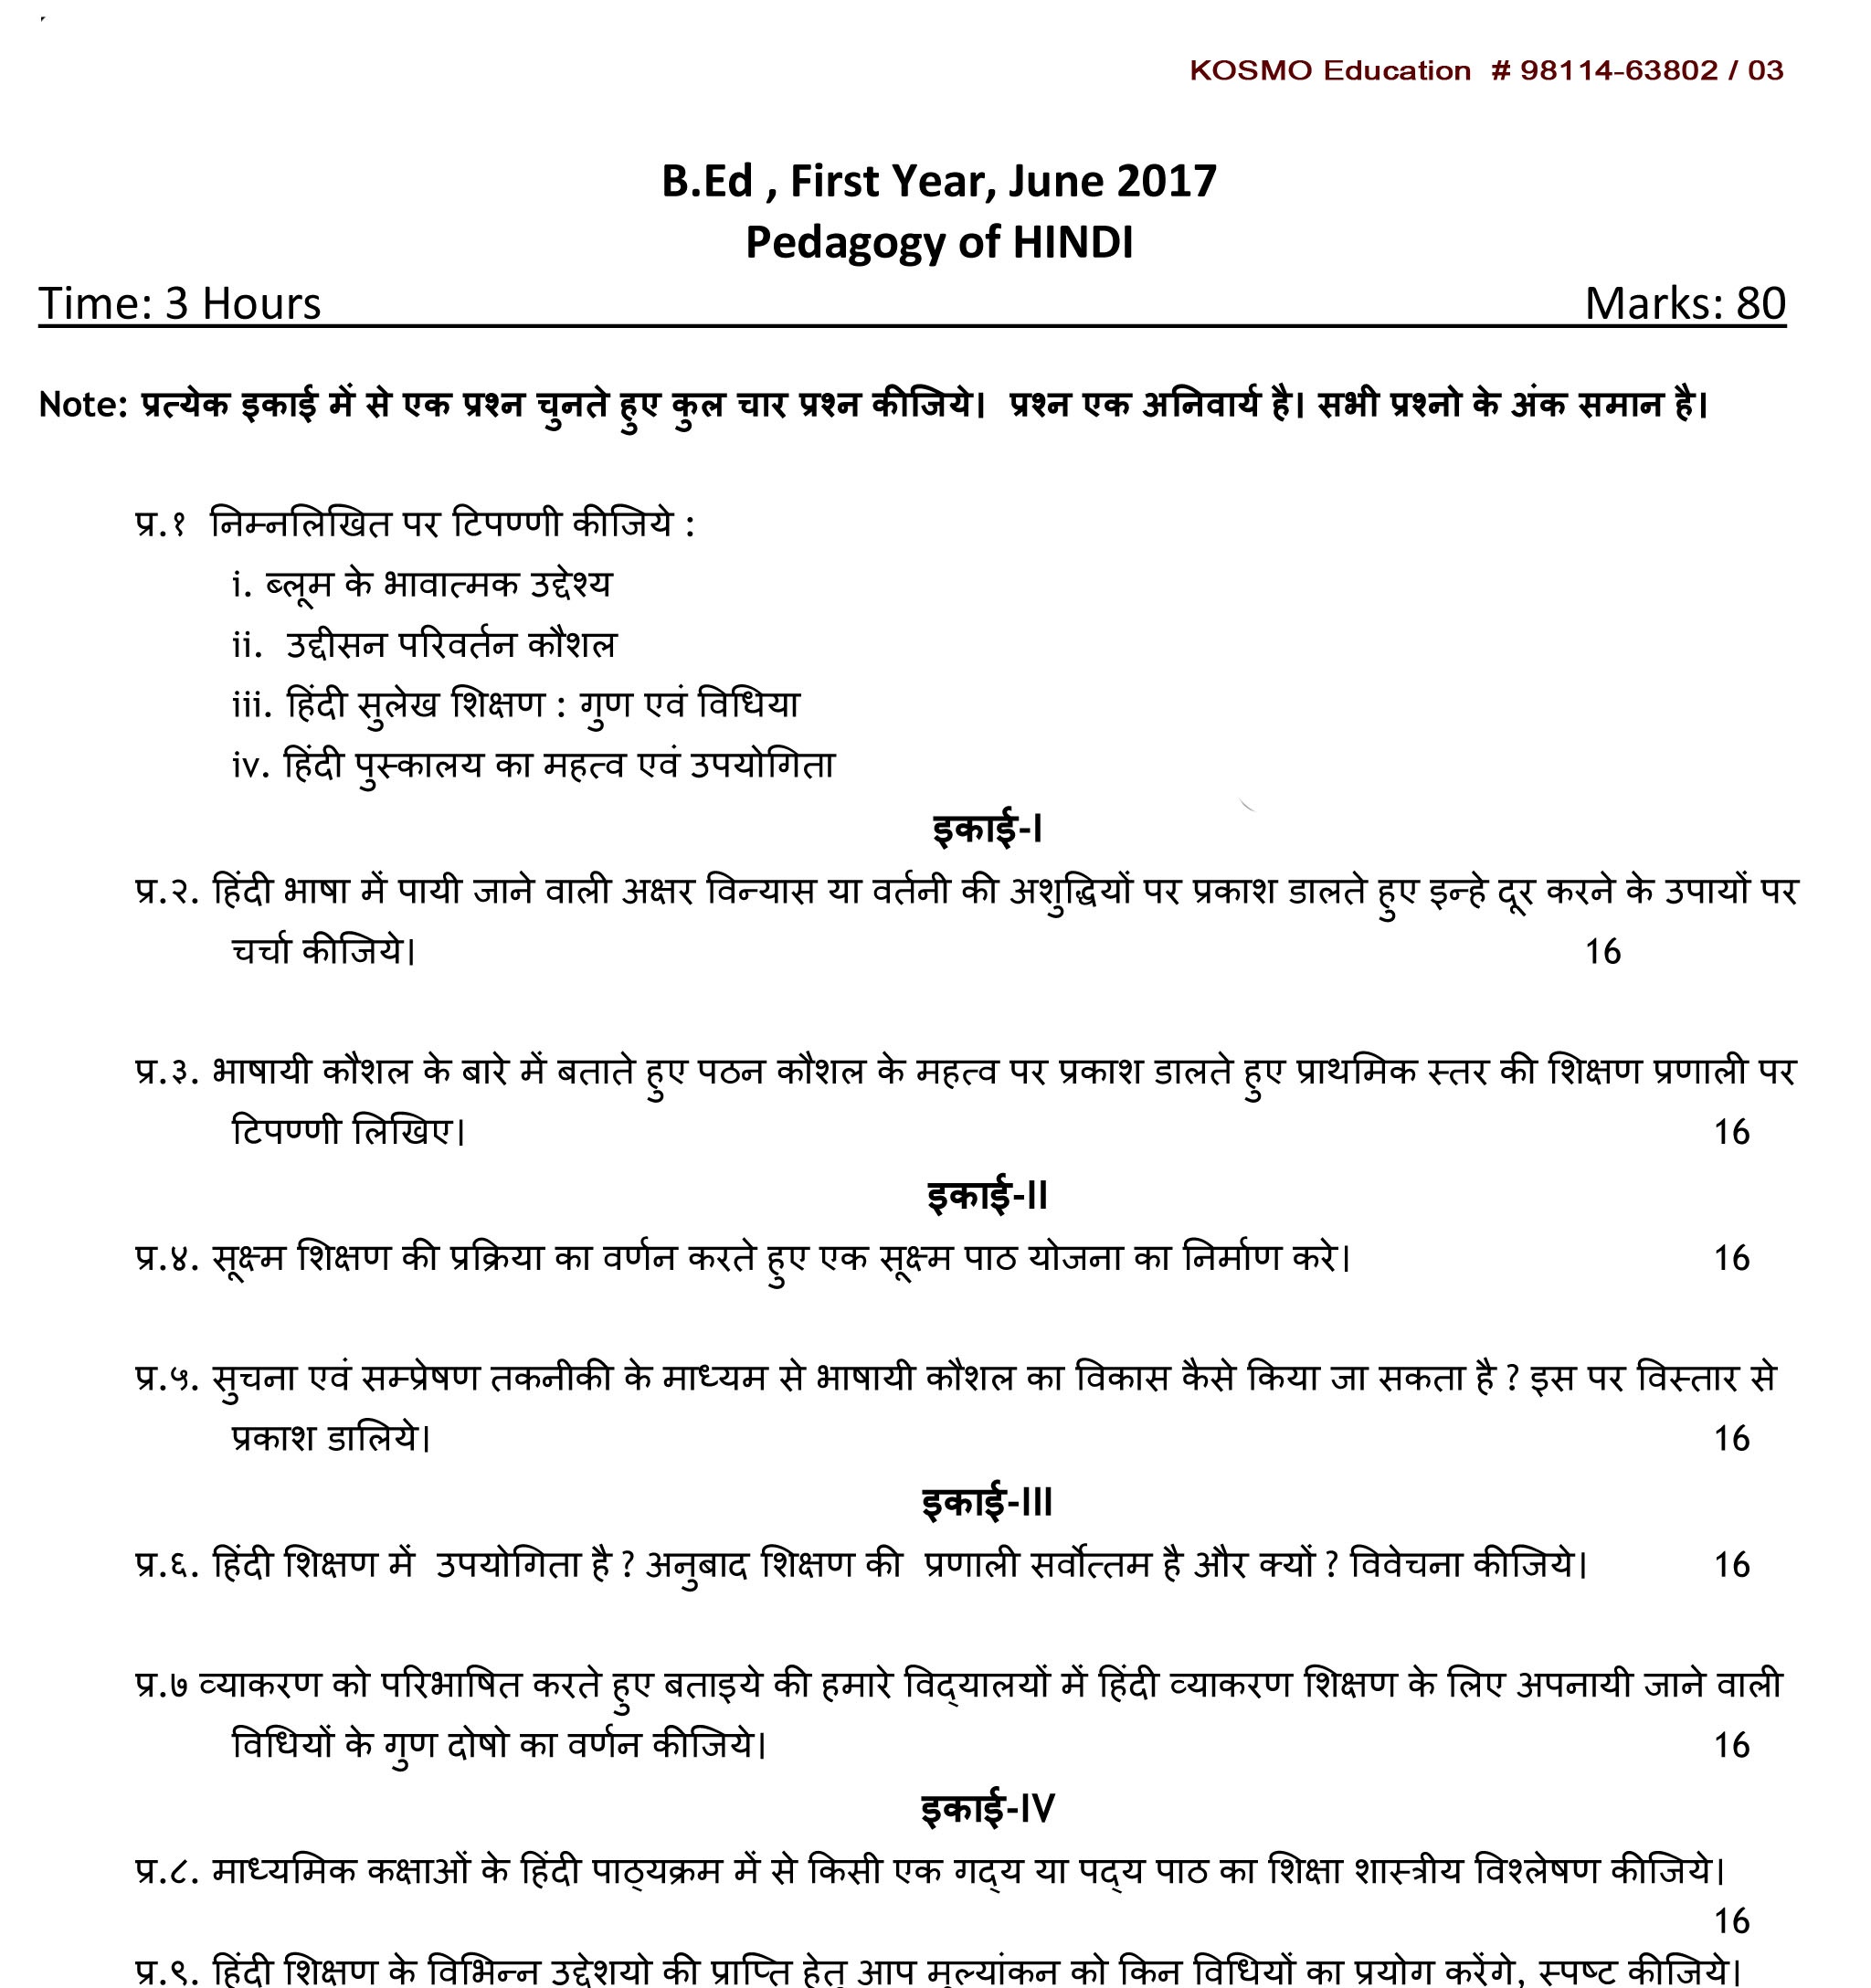 KOSMO Education # 98114-63802 / 03
B.Ed , First Year, June 2017
Pedagogy of HINDI
Time: 3 Hours Marks: 80
Note: प्रत्येक इकाई में से एक प्रश्न चुनते हुए कुल चार प्रश्न कीजिये। प्रश्न एक अनिवार्य है। सभी प्रश्नो के अंक समान है।
प्र.१ निम्नलिखित पर टिपण्णी कीजिये :
i. ब्लूम के भावात्मक उद्देश्य
ii. उद्दीसन परिवर्तन कौशल
iii. हिंदी सुलेख शिक्षण : गुण एवं विधिया
iv. हिंदी पुस्कालय का महत्व एवं उपयोगिता
इकाई-I
प्र.२. हिंदी भाषा में पायी जाने वाली अक्षर विन्यास या वर्तनी की अशुद्धियों पर प्रकाश डालते हुए इन्हे दूर करने के उपायों पर
चर्चा कीजिये। 16
प्र.३. भाषायी कौशल के बारे में बताते हुए पठन कौशल के महत्व पर प्रकाश डालते हुए प्राथमिक स्तर की शिक्षण प्रणाली पर
टिपण्णी लिखिए। 16
इकाई-II
प्र.४. सूक्ष्म शिक्षण की प्रक्रिया का वर्णन करते हुए एक सूक्ष्म पाठ योजना का निर्माण करे। 16
प्र.५. सुचना एवं सम्प्रेषण तकनीकी के माध्यम से भाषायी कौशल का विकास कैसे किया जा सकता है ? इस पर विस्तार से
प्रकाश डालिये। 16
इकाई-III
प्र.६. हिंदी शिक्षण में उपयोगिता है ? अनुबाद शिक्षण की प्रणाली सर्वोत्तम है और क्यों ? विवेचना कीजिये। 16
प्र.७ व्याकरण को परिभाषित करते हुए बताइये की हमारे विद्यालयों में हिंदी व्याकरण शिक्षण के लिए अपनायी जाने वाली
विधियों के गुण दोषो का वर्णन कीजिये। 16
इकाई-IV
प्र.८. माध्यमिक कक्षाओं के हिंदी पाठ्यक्रम में से किसी एक गद्य या पद्य पाठ का शिक्षा शास्त्रीय विश्लेषण कीजिये।
16
प्र.९. हिंदी शिक्षण के विभिन्न उद्देशयो की प्राप्ति हेतु आप मूल्यांकन को किन विधियों का प्रयोग करेंगे, स्पष्ट कीजिये।